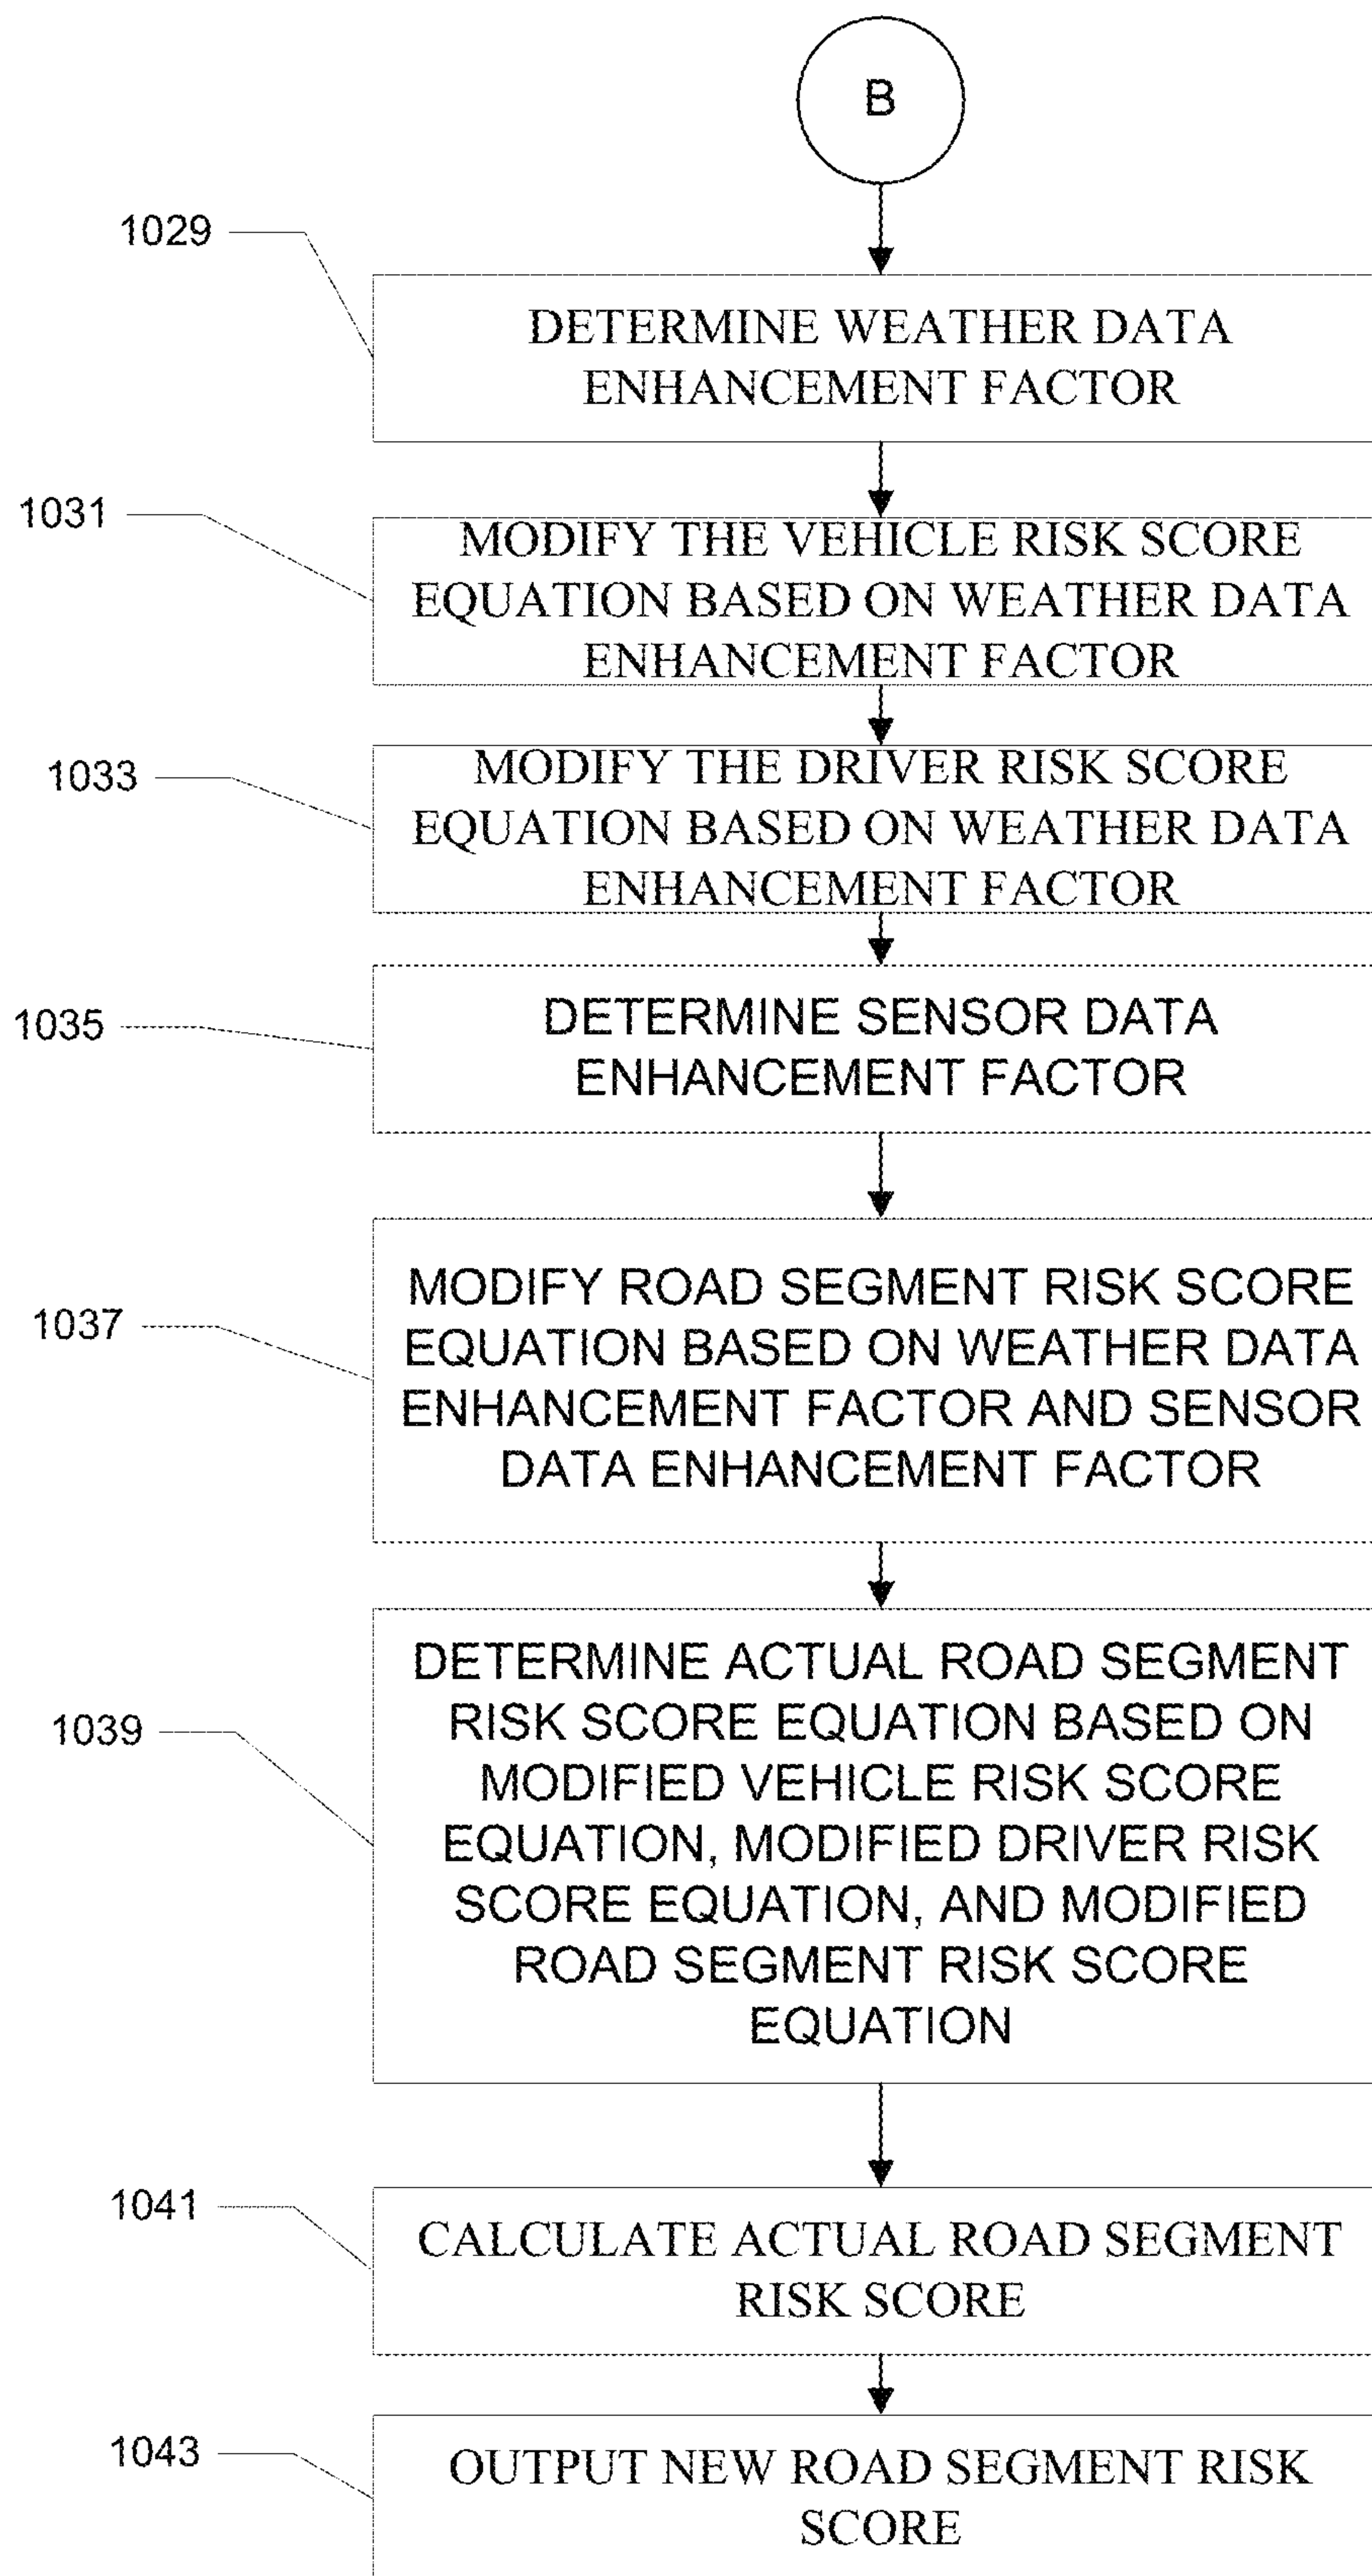 B
1029
DETERMINE WEATHER DATA
ENHANCEMENT FACTOR
1031
MODIFY THE VEHICLE RISK SCORE
EQUATION BASED ON WEATHER DATA
ENHANCEMENT FACTOR
1033
MODIFY THE DRIVER RISK SCORE
EQUATION BASED ON WEATHER DATA
ENHANCEMENT FACTOR
1035
DETERMINE SENSOR DATA
ENHANCEMENT FACTOR
1037
MODIFY ROAD SEGMENT RISK SCORE
EQUATION BASED ON WEATHER DATA
ENHANCEMENT FACTOR AND SENSOR
DATA ENHANCEMENT FACTOR
1039
DETERMINE ACTUAL ROAD SEGMENT
RISK SCORE EQUATION BASED ON
MODIFIED VEHICLE RISK SCORE
EQUATION, MODIFIED DRIVER RISK
SCORE EQUATION, AND MODIFIED
ROAD SEGMENT RISK SCORE
EQUATION
1041
CALCULATE ACTUAL ROAD SEGMENT
RISK SCORE
1043
OUTPUT NEW ROAD SEGMENT RISK
SCORE